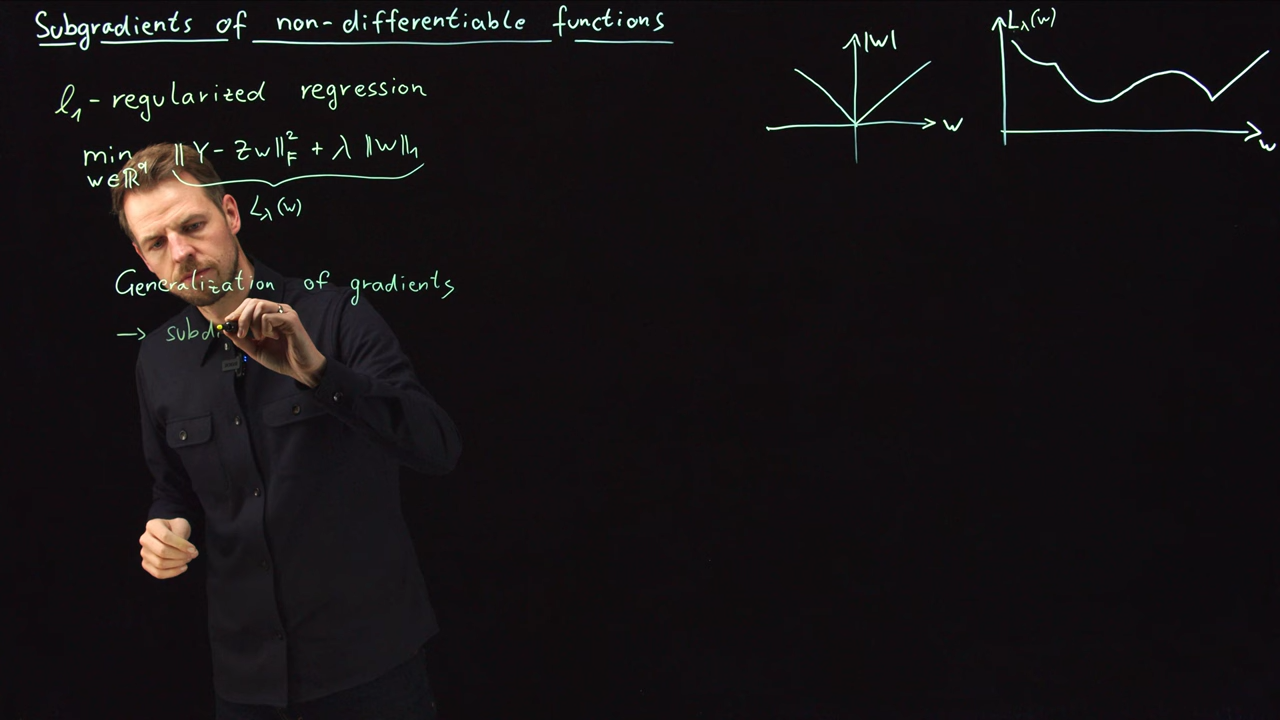 Subgradients of non-differentiable functions
l₁-regularized regression
min ‖Y - Zw‖²_F + λ ‖w‖₁
w∈ℝ^q
L_λ(w)
Generalization of gradients
→ subdi
|w|
w
L_λ(w)
w